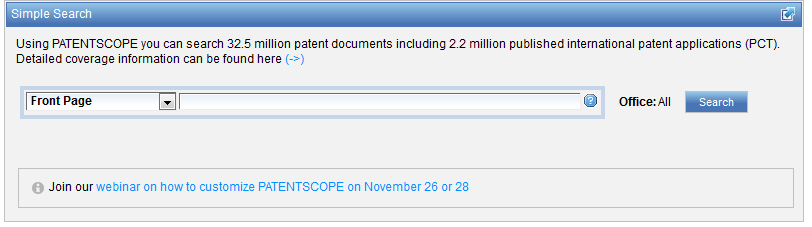 Simple Search
Using PATENTSCOPE you can search 32.5 million patent documents including 2.2 million published international patent applications (PCT).
Detailed coverage information can be found here (->)
Front Page ? Office: All Search
i Join our webinar on how to customize PATENTSCOPE on November 26 or 28